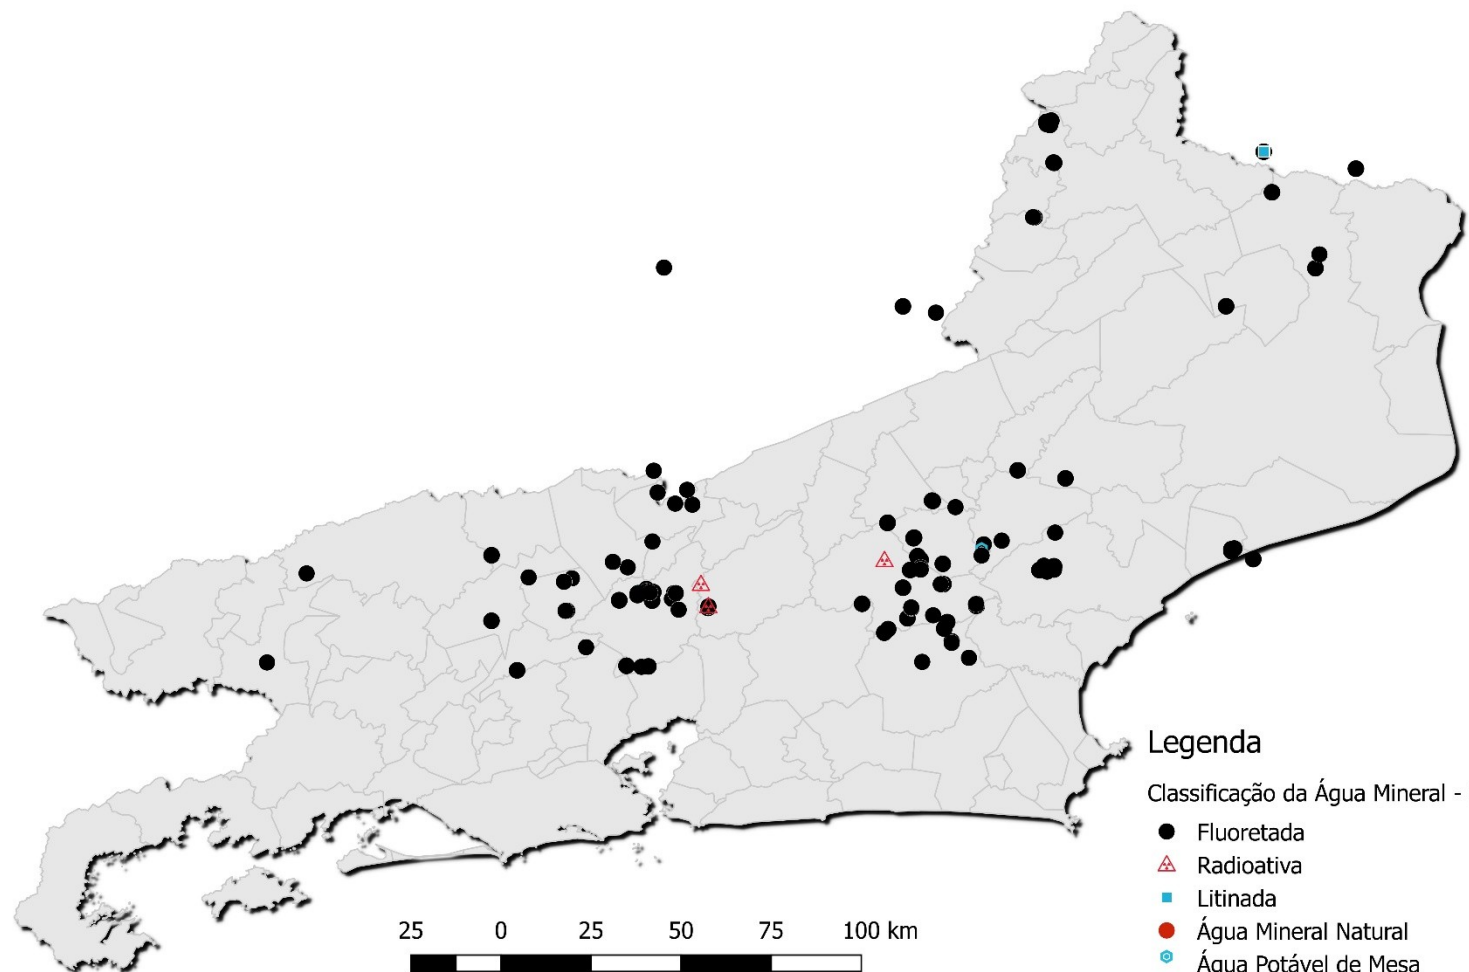 Legenda
Classificação da Água Mineral -
Fluoretada
Radioativa
Litinada
Água Mineral Natural
Água Potável de Mesa
25 0 25 50 75 100 km